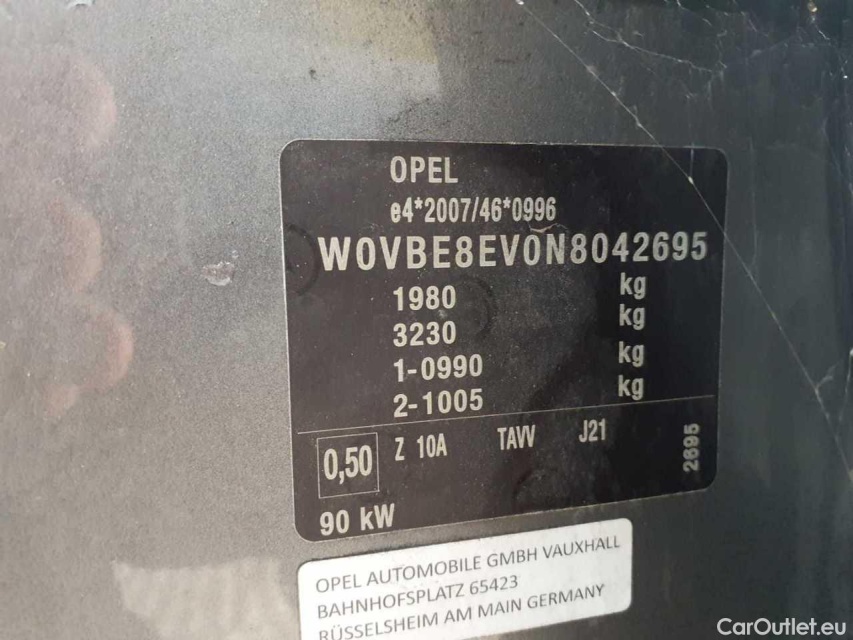 OPEL
e4*2007/46*0996
W0VBE8EV0N8042695
1980 kg
3230 kg
1-0990 kg
2-1005 kg
0,50 Z 10A TAVV J21 2695
90 kW
OPEL AUTOMOBILE GMBH VAUXHALL
BAHNHOFSPLATZ 65423
RÜSSELSHEIM AM MAIN GERMANY
CarOutlet.eu